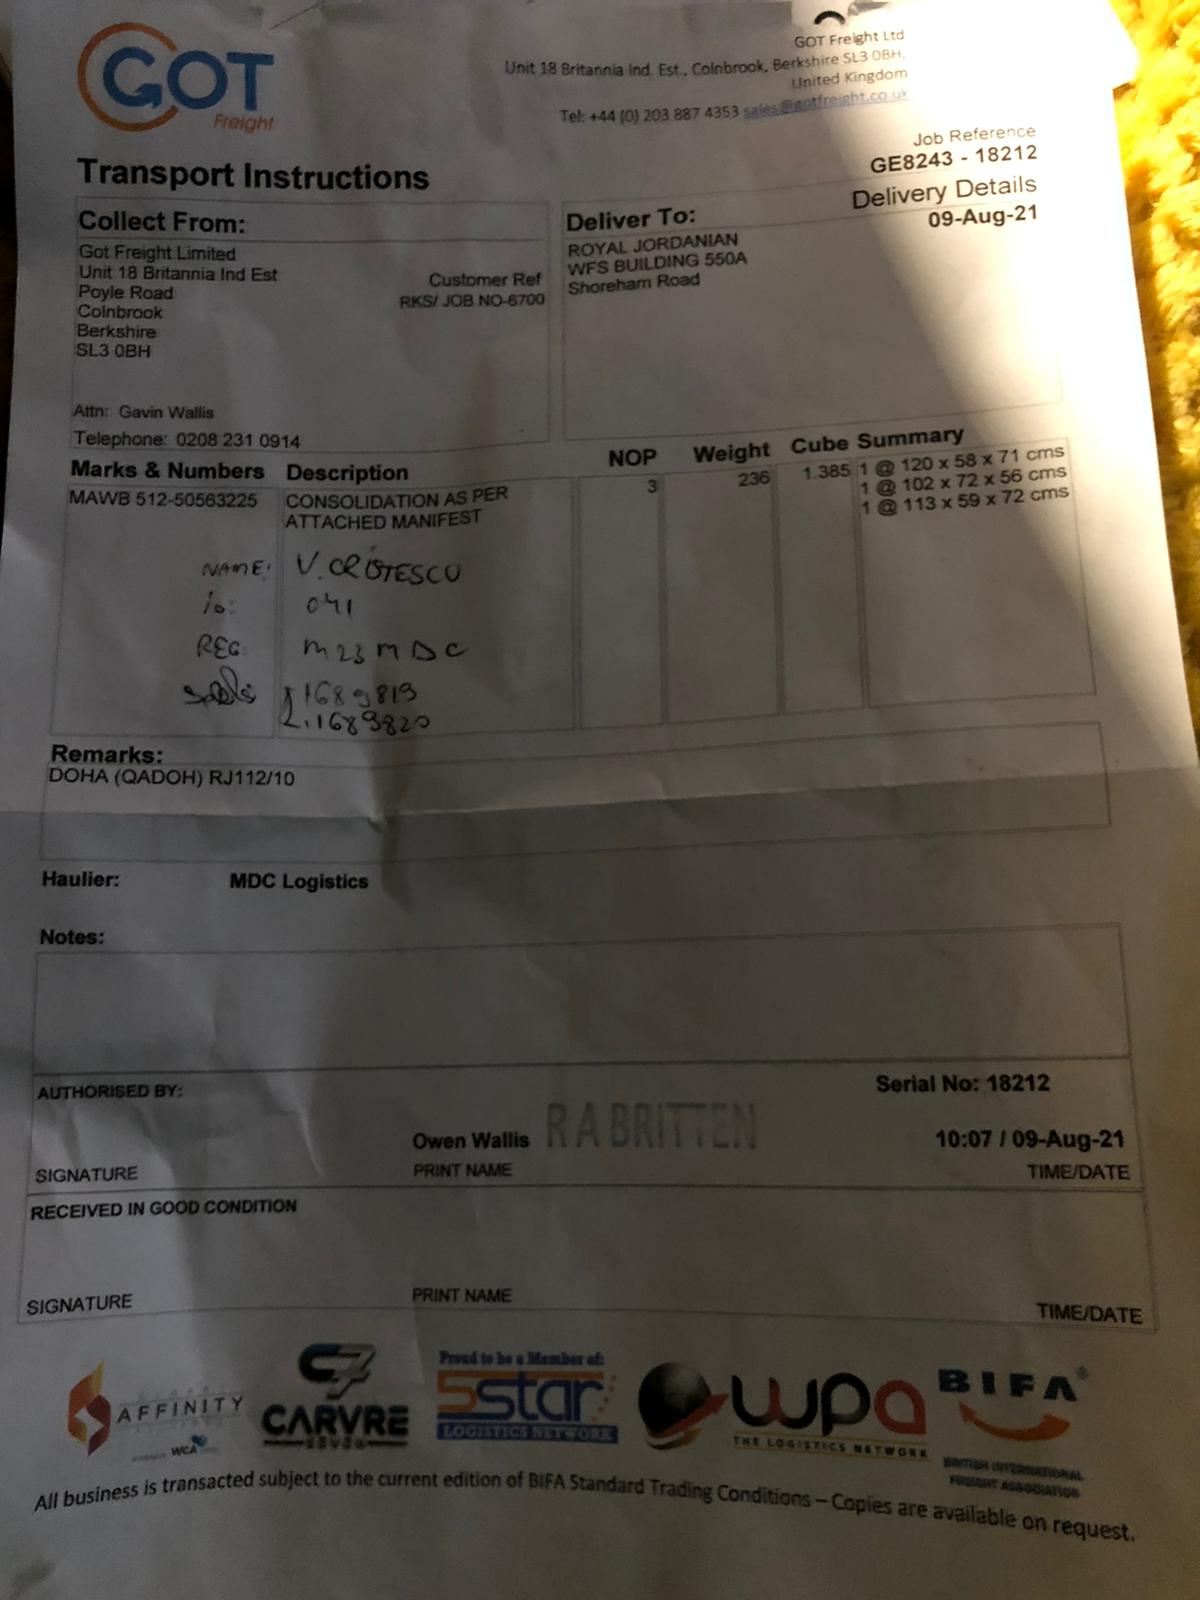 GOT
Freight
GOT Freight Ltd
Unit 18 Britannia Ind. Est., Colnbrook, Berkshire SL3 0BH,
United Kingdom
Tel: +44 (0) 203 887 4353 sales@gotfreight.co.uk
Job Reference
GE8243 - 18212
Transport Instructions
Delivery Details
09-Aug-21
Collect From:
Got Freight Limited
Unit 18 Britannia Ind Est
Poyle Road
Colnbrook
Berkshire
SL3 0BH
Customer Ref
RKS/ JOB NO-6700
Attn: Gavin Wallis
Telephone: 0208 231 0914
Deliver To:
ROYAL JORDANIAN
WFS BUILDING 550A
Shoreham Road
Marks & Numbers Description NOP Weight Cube Summary
MAWB 512-50563225 CONSOLIDATION AS PER 3 236 1.385 1 @ 120 x 58 x 71 cms
ATTACHED MANIFEST 1 @ 102 x 72 x 56 cms
1 @ 113 x 59 x 72 cms
NAME: V. CRISTESCU
iD: 041
REG: M23 MDC
1689819
2. 1689820
Remarks:
DOHA (QADOH) RJ112/10
Haulier: MDC Logistics
Notes:
AUTHORISED BY:
Serial No: 18212
Owen Wallis R A BRITTEN 10:07 / 09-Aug-21
SIGNATURE PRINT NAME TIME/DATE
RECEIVED IN GOOD CONDITION
SIGNATURE PRINT NAME TIME/DATE
AFFINITY
WCA
C7
CARVRE
SEVEN
Proud to be a Member of:
5star
LOGISTICS NETWORK
wpa
THE LOGISTICS NETWORK
BIFA®
BRITISH INTERNATIONAL
FREIGHT ASSOCIATION
All business is transacted subject to the current edition of BIFA Standard Trading Conditions – Copies are available on request.